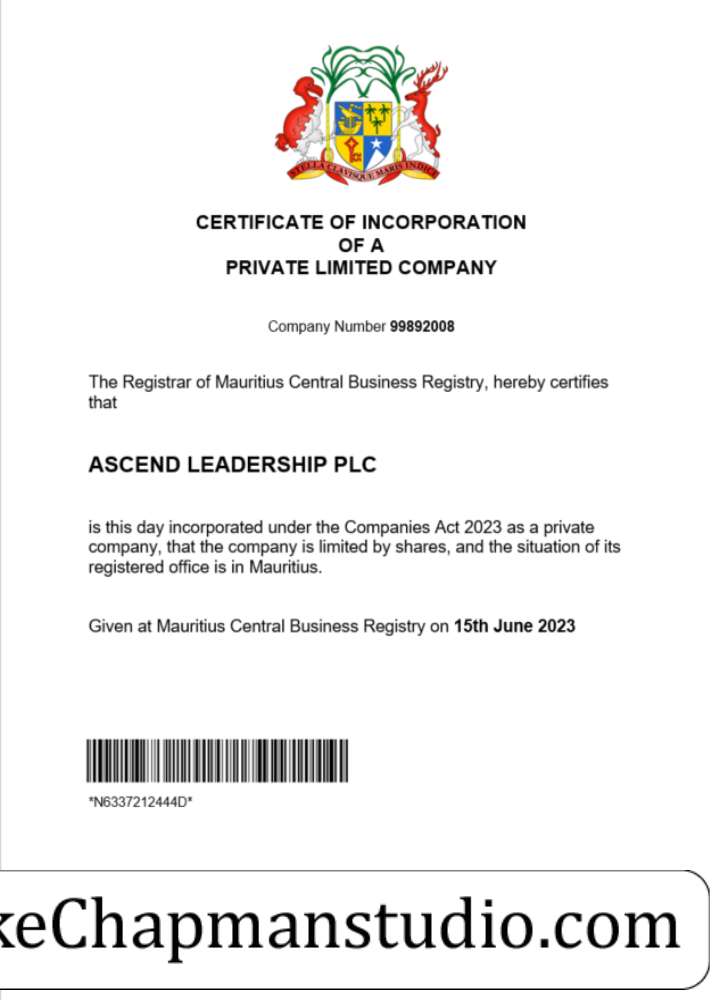 STELLA CLAVISQUE MARIS INDICI
CERTIFICATE OF INCORPORATION
OF A
PRIVATE LIMITED COMPANY
Company Number 99892008
The Registrar of Mauritius Central Business Registry, hereby certifies
that
ASCEND LEADERSHIP PLC
is this day incorporated under the Companies Act 2023 as a private
company, that the company is limited by shares, and the situation of its
registered office is in Mauritius.
Given at Mauritius Central Business Registry on 15th June 2023
*N6337212444D*
keChapmanstudio.com